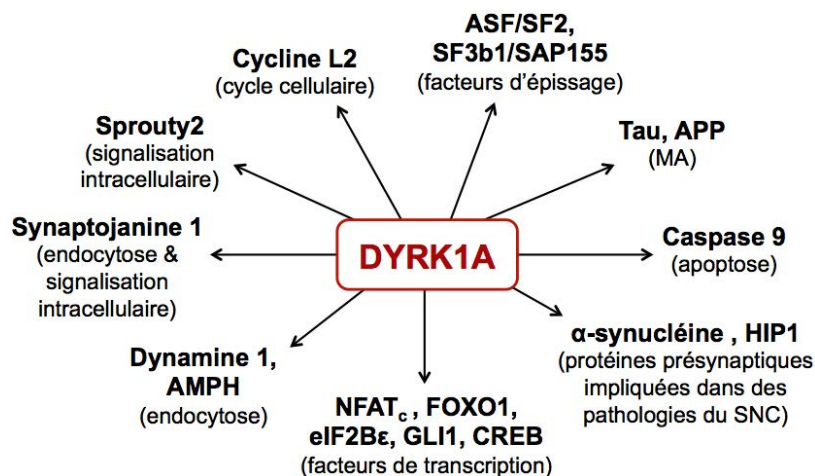 ASF/SF2,
SF3b1/SAP155
(facteurs d'épissage)
Cycline L2
(cycle cellulaire)
Sprouty2
(signalisation
intracellulaire)
Tau, APP
(MA)
Synaptojanine 1
(endocytose &
signalisation
intracellulaire)
DYRK1A
Caspase 9
(apoptose)
Dynamine 1,
AMPH
(endocytose)
α-synucléine , HIP1
(protéines présynaptiques
impliquées dans des
pathologies du SNC)
NFATc , FOXO1,
eIF2Bε, GLI1, CREB
(facteurs de transcription)